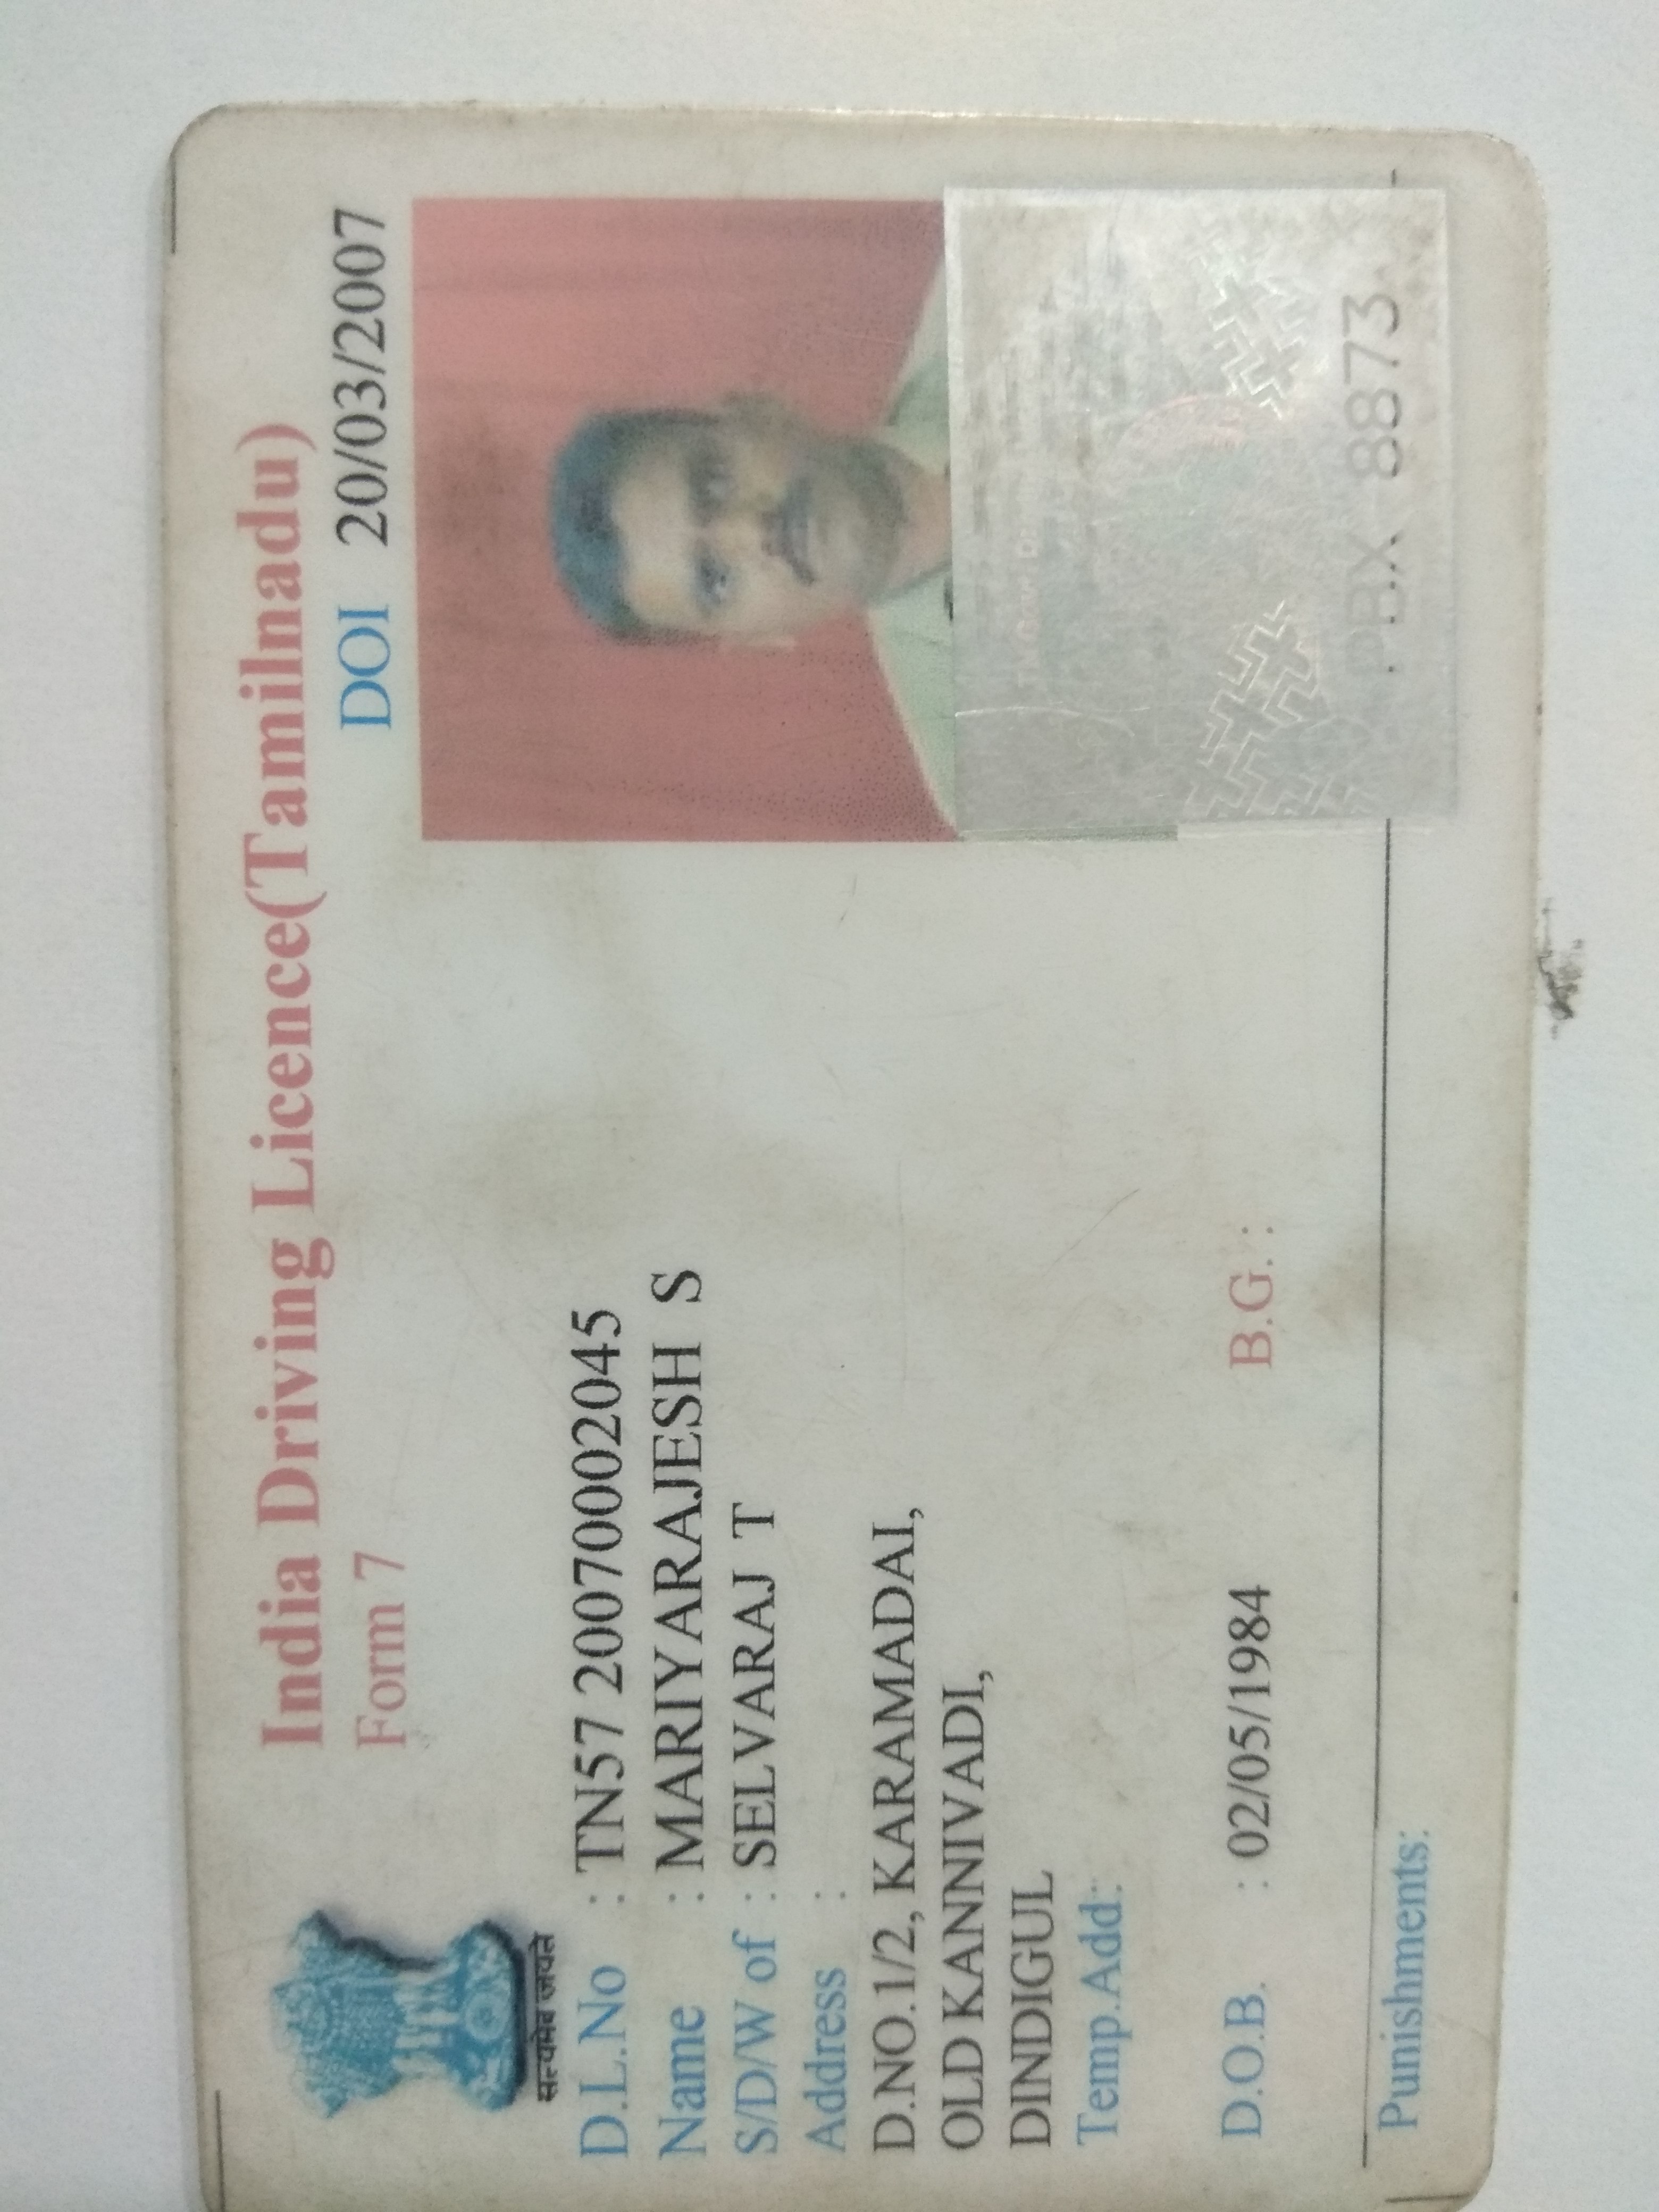 India Driving Licence(Tamilnadu)
Form 7
DOI 20/03/2007
सत्यमेव जयते
D.L.No : TN57 20070002045
Name : MARIYARAJESH S
S/D/W of : SELVARAJ T
Address :
D.NO.1/2, KARAMADAI,
OLD KANNIVADI,
DINDIGUL
Temp.Add:
D.O.B. : 02/05/1984 B.G. :
PBX 8873
Punishments: